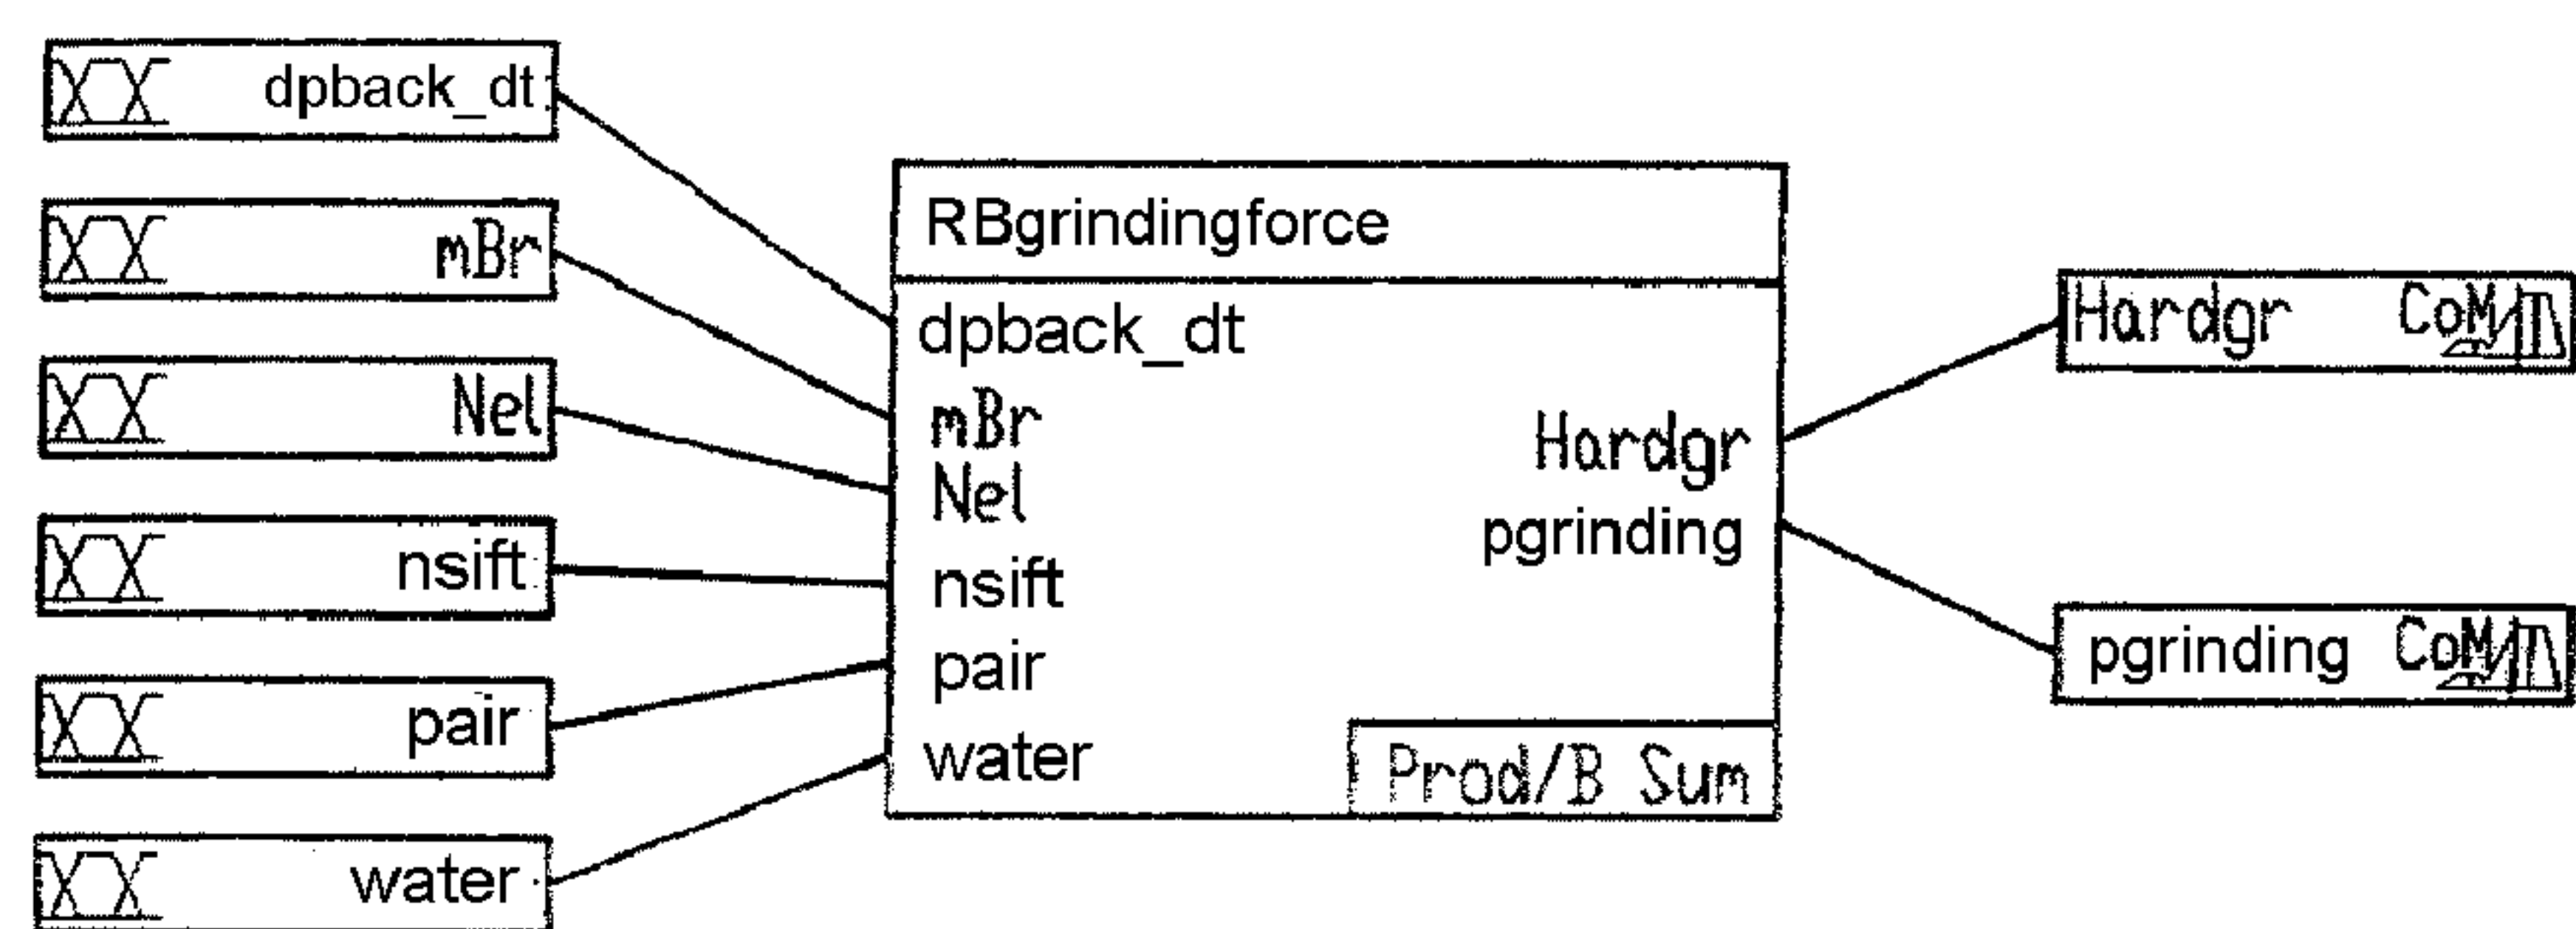 dpback_dt
mBr
Nel
nsift
pair
water
RBgrindingforce
dpback_dt
mBr
Nel
nsift
pair
water
Hardgr
pgrinding
Prod/B Sum
Hardgr CoM
pgrinding CoM